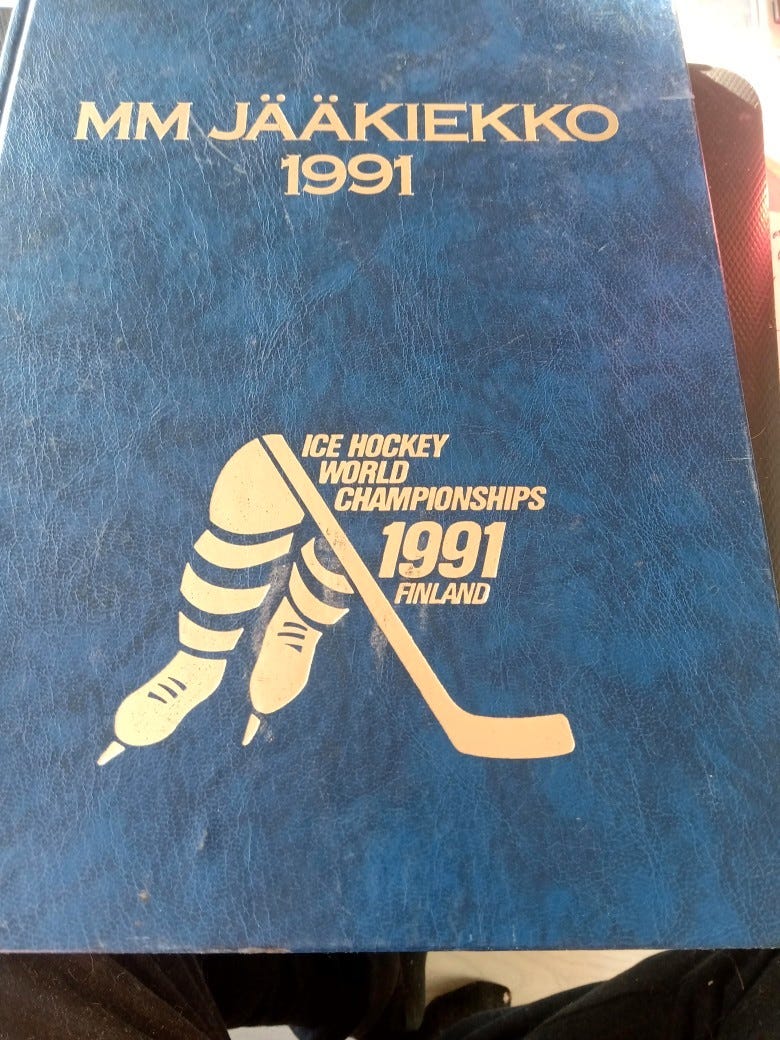 MM JÄÄKIEKKO
1991
ICE HOCKEY
WORLD
CHAMPIONSHIPS
1991
FINLAND